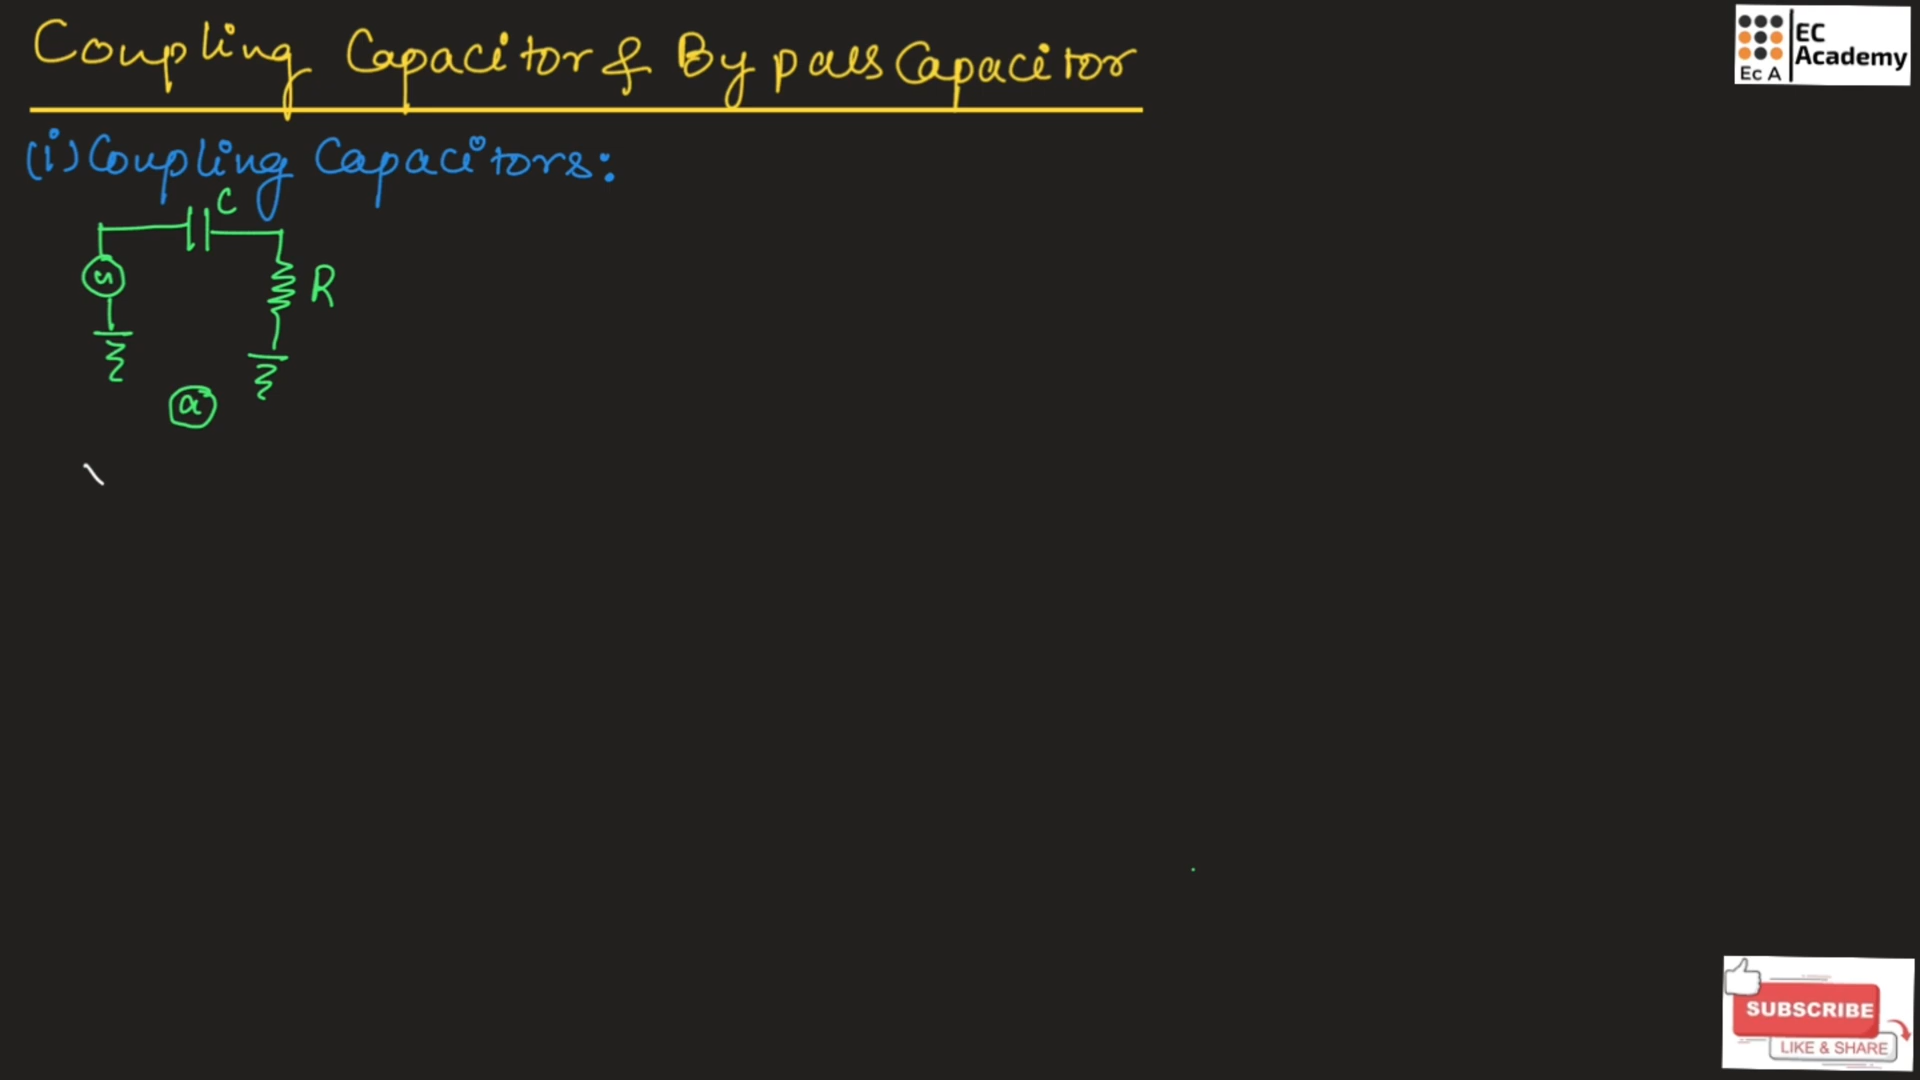 Coupling Capacitor & Bypass Capacitor
EC
Academy
Ec A
(i) Coupling Capacitors:
C
R
a
SUBSCRIBE
LIKE & SHARE